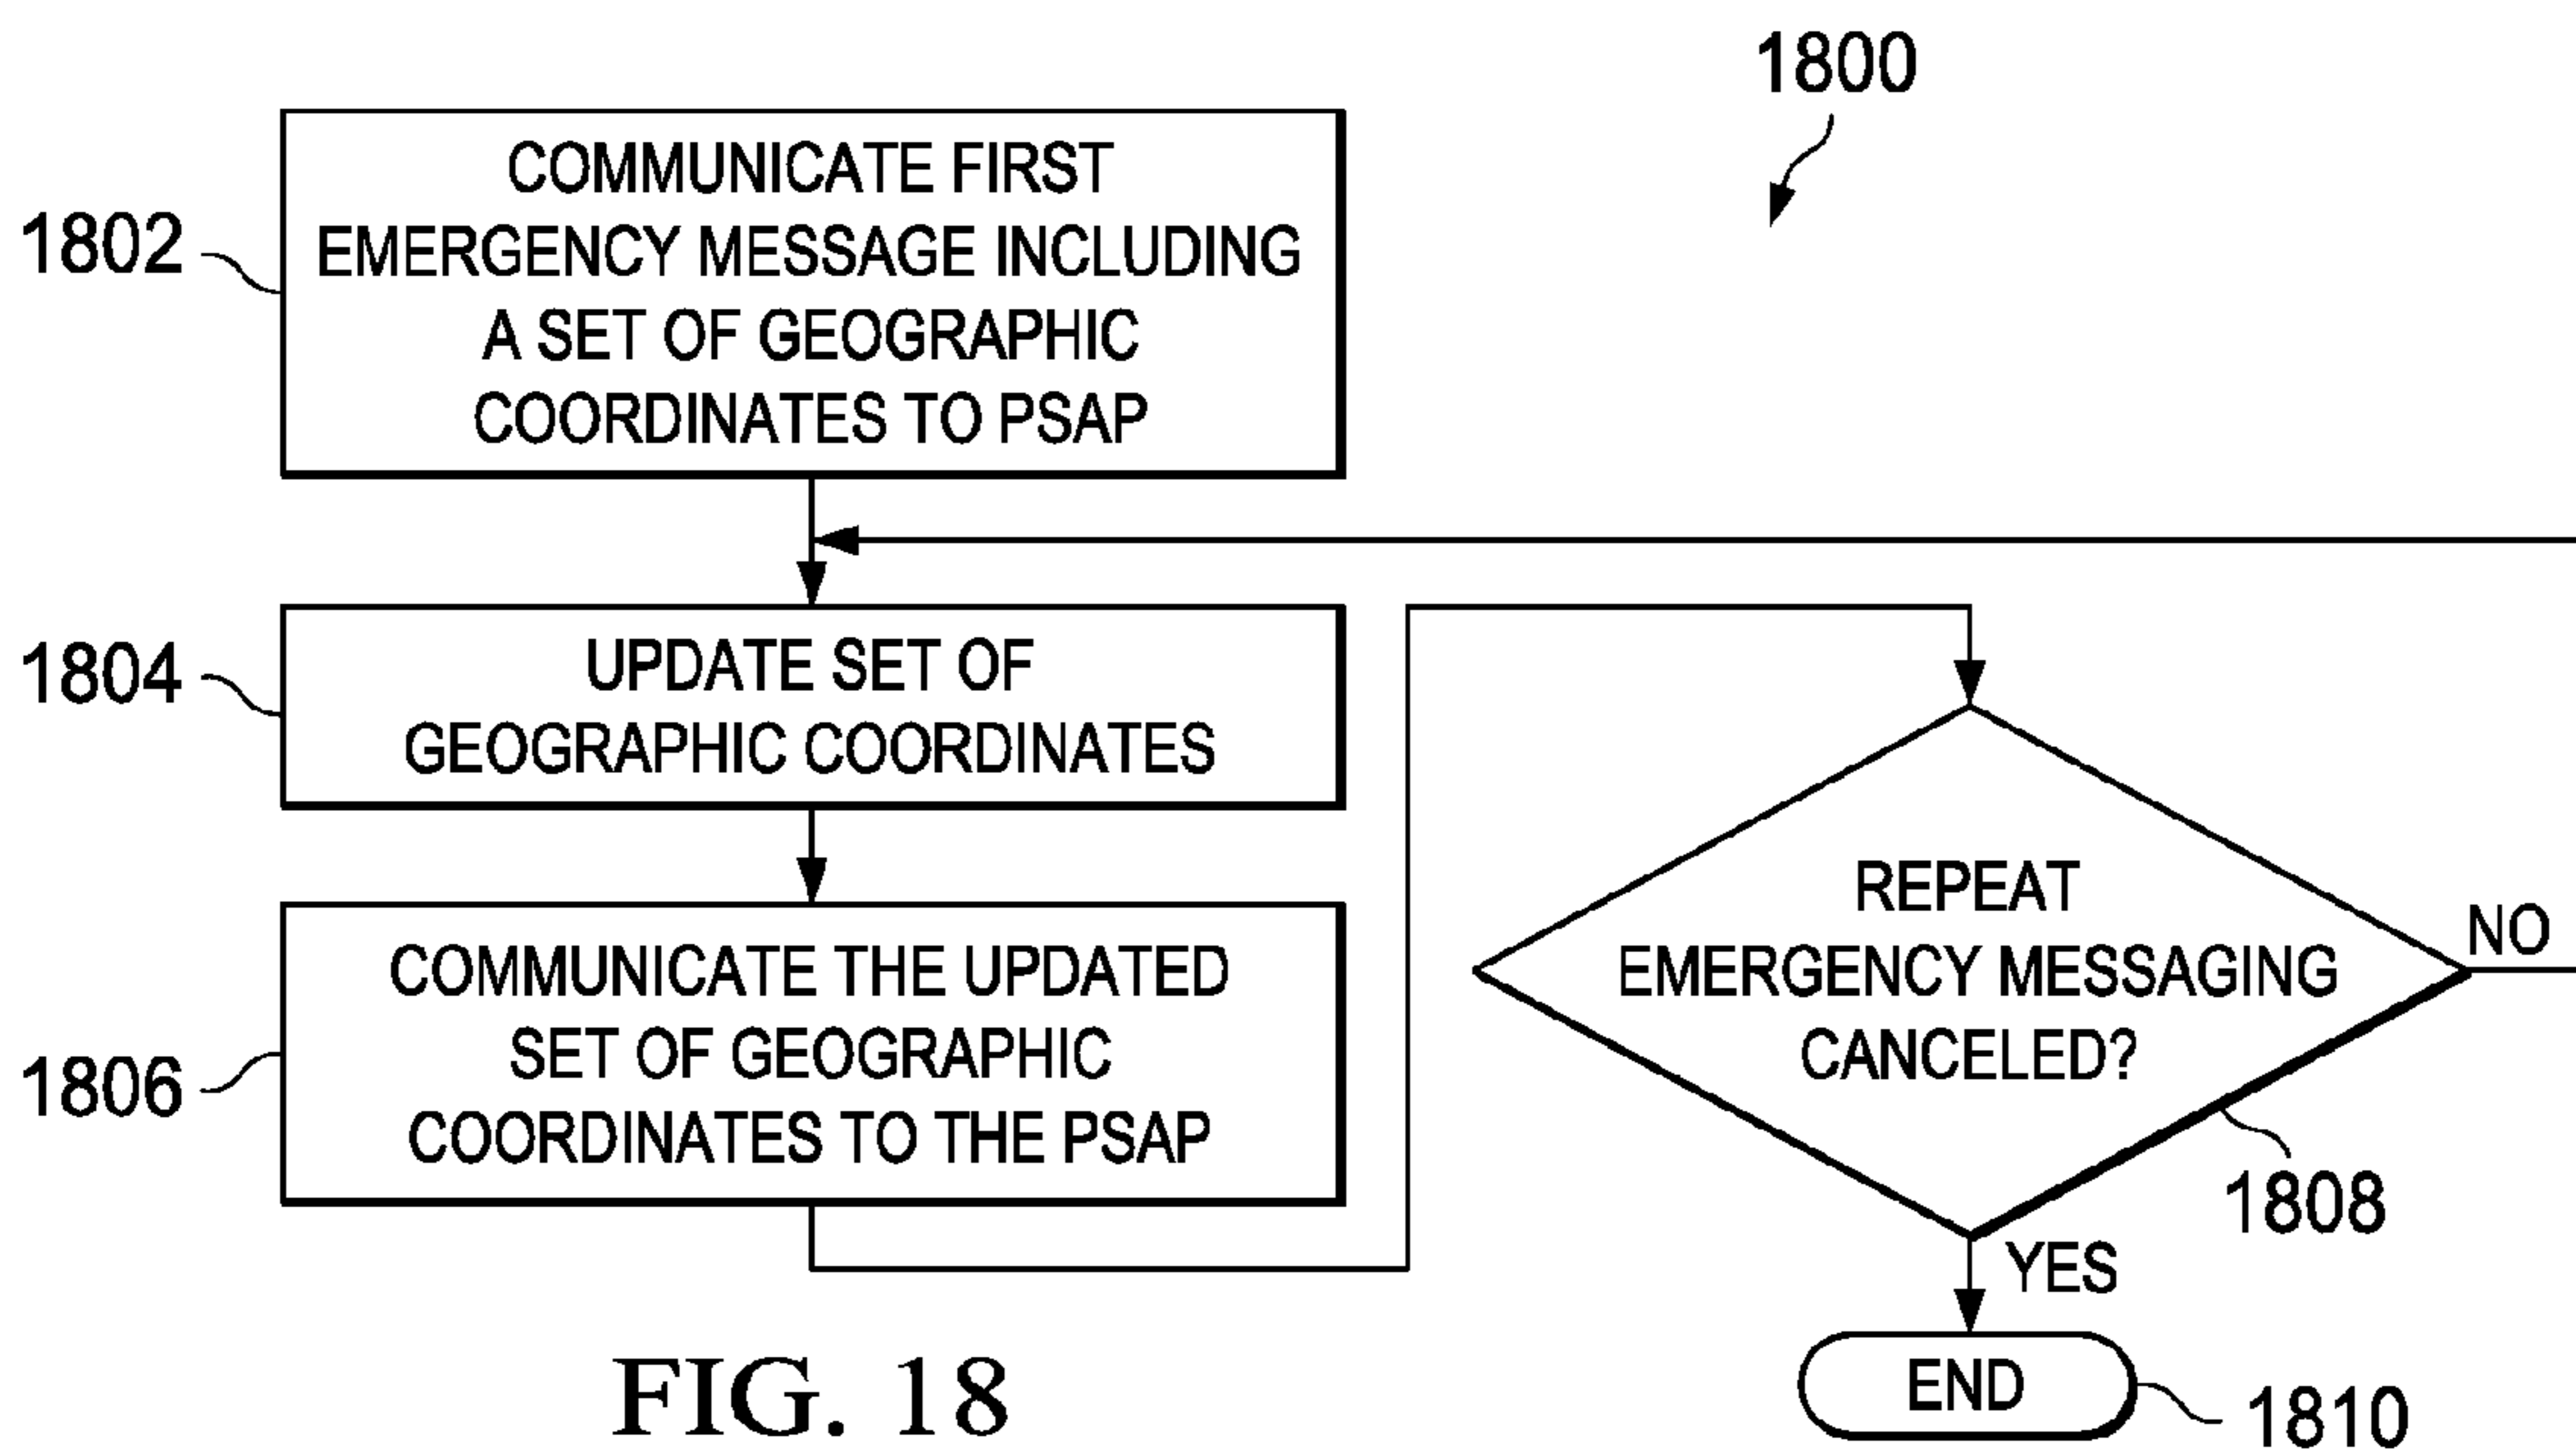 1800
1802
COMMUNICATE FIRST
EMERGENCY MESSAGE INCLUDING
A SET OF GEOGRAPHIC
COORDINATES TO PSAP
1804
UPDATE SET OF
GEOGRAPHIC COORDINATES
1806
COMMUNICATE THE UPDATED
SET OF GEOGRAPHIC
COORDINATES TO THE PSAP
REPEAT
EMERGENCY MESSAGING
CANCELED?
NO
1808
YES
END
1810
FIG. 18